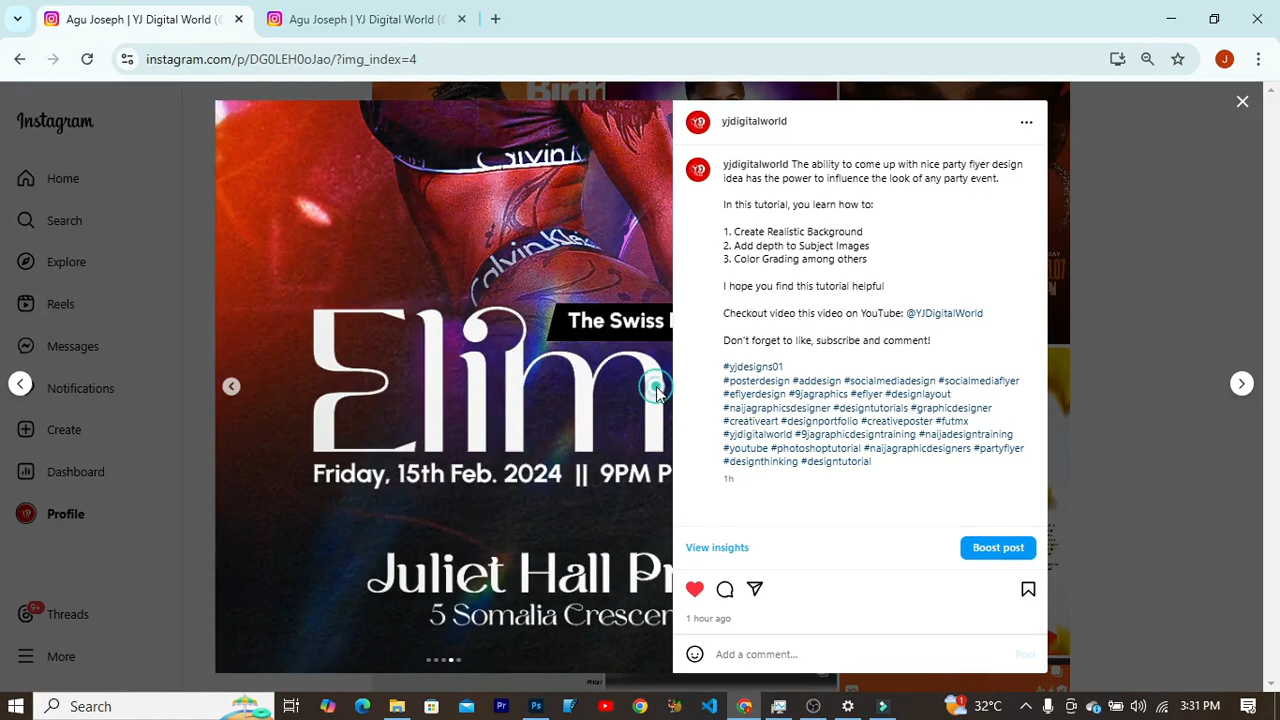 Agu Joseph | YJ Digital World (
Agu Joseph | YJ Digital World (@
instagram.com/p/DG0LEH0oJao/?img_index=4
J
Instagram
Home
Search
Explore
Reels
Messages
Notifications
Create
Dashboard
Profile
9+
Threads
More
Birth
Calvin
CalvinKlein
The Swiss
Elim
Friday, 15th Feb. 2024 || 9PM P
Juliet Hall Pr
5 Somalia Crescen
yjdigitalworld
yjdigitalworld The ability to come up with nice party flyer design
idea has the power to influence the look of any party event.
In this tutorial, you learn how to:
1. Create Realistic Background
2. Add depth to Subject Images
3. Color Grading among others
I hope you find this tutorial helpful
Checkout video this video on YouTube: @YJDigitalWorld
Don't forget to like, subscribe and comment!
#yjdesigns01
#posterdesign #addesign #socialmediadesign #socialmediaflyer
#eflyerdesign #9jagraphics #eflyer #designlayout
#naijagraphicsdesigner #designtutorials #graphicdesigner
#creativeart #designportfolio #creativeposter #futmx
#yjdigitalworld #9jagraphicdesigntraining #naijadesigntraining
#youtube #photoshoptutorial #naijagraphicdesigners #partyflyer
#designthinking #designtutorial
1h
View insights
Boost post
1 hour ago
Add a comment...
Post
Search
Pr
Ps
1
32°C
3:31 PM